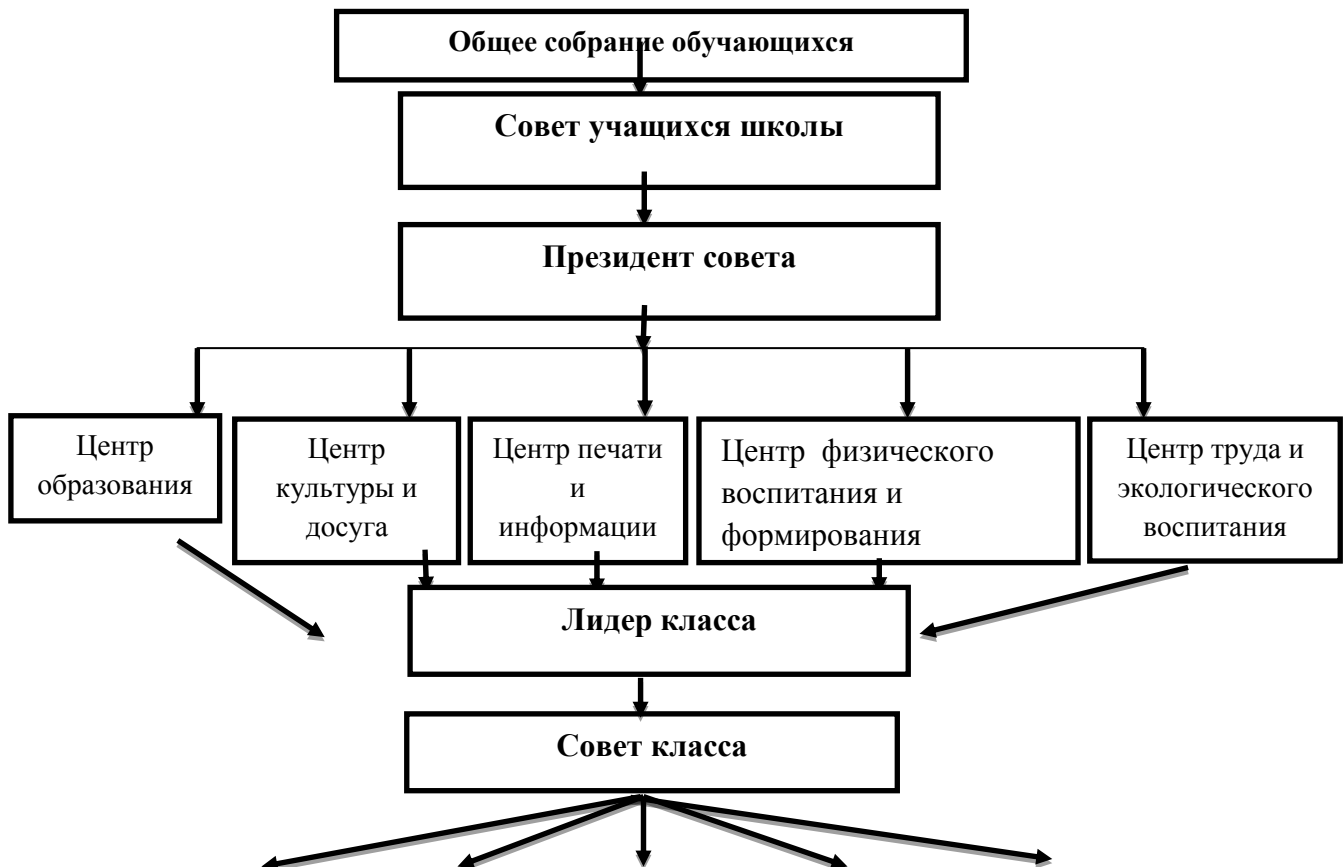 Общее собрание обучающихся
Совет учащихся школы
Президент совета
Центр
образования
Центр
культуры и
досуга
Центр печати
и
информации
Центр физического
воспитания и
формирования
Центр труда и
экологического
воспитания
Лидер класса
Совет класса